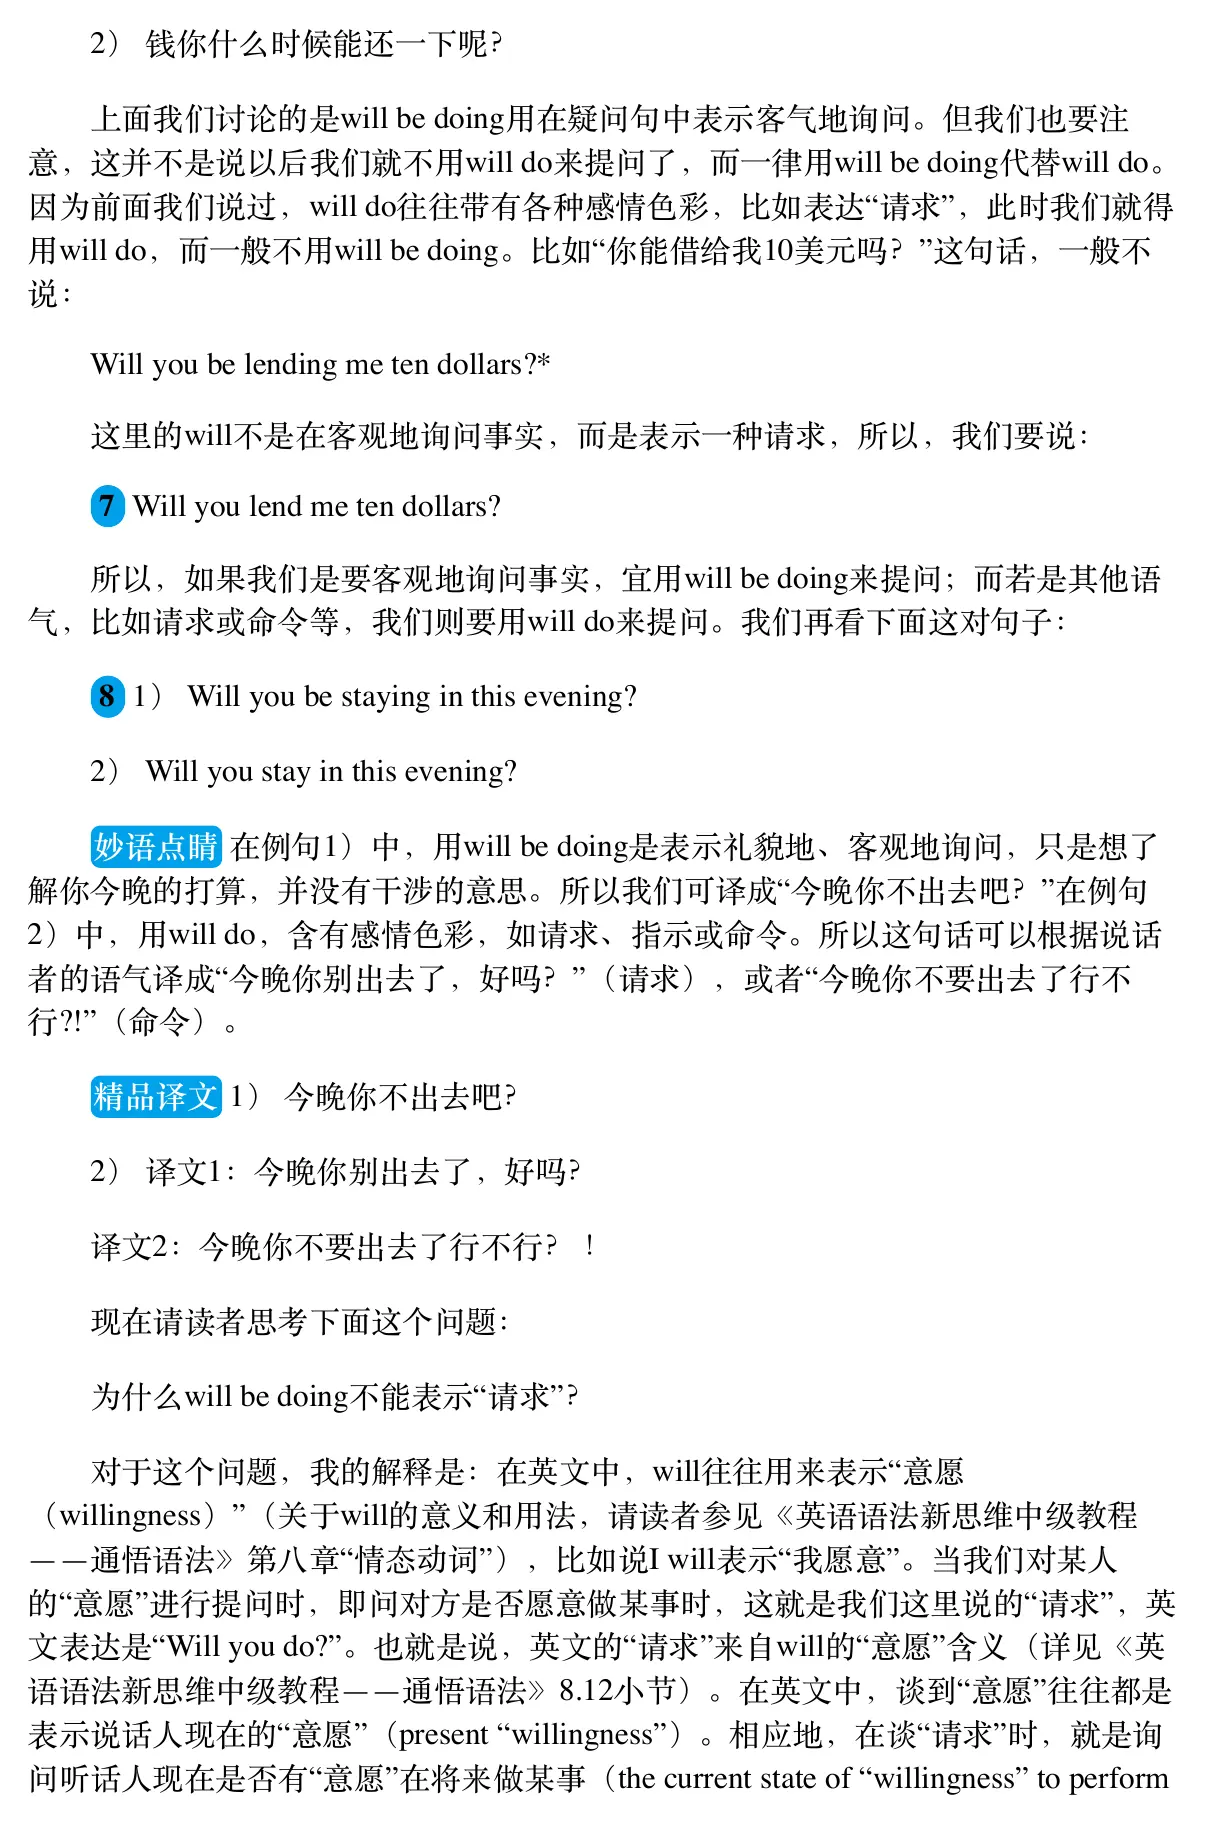 2） 钱你什么时候能还一下呢？
上面我们讨论的是will be doing用在疑问句中表示客气地询问。但我们也要注
意，这并不是说以后我们就不用will do来提问了，而一律用will be doing代替will do。
因为前面我们说过，will do往往带有各种感情色彩，比如表达“请求”，此时我们就得
用will do，而一般不用will be doing。比如“你能借给我10美元吗？”这句话，一般不
说：
Will you be lending me ten dollars?*
这里的will不是在客观地询问事实，而是表示一种请求，所以，我们要说：
7 Will you lend me ten dollars?
所以，如果我们是要客观地询问事实，宜用will be doing来提问；而若是其他语
气，比如请求或命令等，我们则要用will do来提问。我们再看下面这对句子：
8 1） Will you be staying in this evening?
2） Will you stay in this evening?
妙语点睛 在例句1）中，用will be doing是表示礼貌地、客观地询问，只是想了
解你今晚的打算，并没有干涉的意思。所以我们可译成“今晚你不出去吧？”在例句
2）中，用will do，含有感情色彩，如请求、指示或命令。所以这句话可以根据说话
者的语气译成“今晚你别出去了，好吗？”（请求），或者“今晚你不要出去了行不
行?!”（命令）。
精品译文 1） 今晚你不出去吧？
2） 译文1：今晚你别出去了，好吗？
译文2：今晚你不要出去了行不行？！
现在请读者思考下面这个问题：
为什么will be doing不能表示“请求”？
对于这个问题，我的解释是：在英文中，will往往用来表示“意愿
（willingness）”（关于will的意义和用法，请读者参见《英语语法新思维中级教程
——通悟语法》第八章“情态动词”），比如说I will表示“我愿意”。当我们对某人
的“意愿”进行提问时，即问对方是否愿意做某事时，这就是我们这里说的“请求”，英
文表达是“Will you do?”。也就是说，英文的“请求”来自will的“意愿”含义（详见《英
语语法新思维中级教程——通悟语法》8.12小节）。在英文中，谈到“意愿”往往都是
表示说话人现在的“意愿”（present “willingness”）。相应地，在谈“请求”时，就是询
问听话人现在是否有“意愿”在将来做某事（the current state of “willingness” to perform